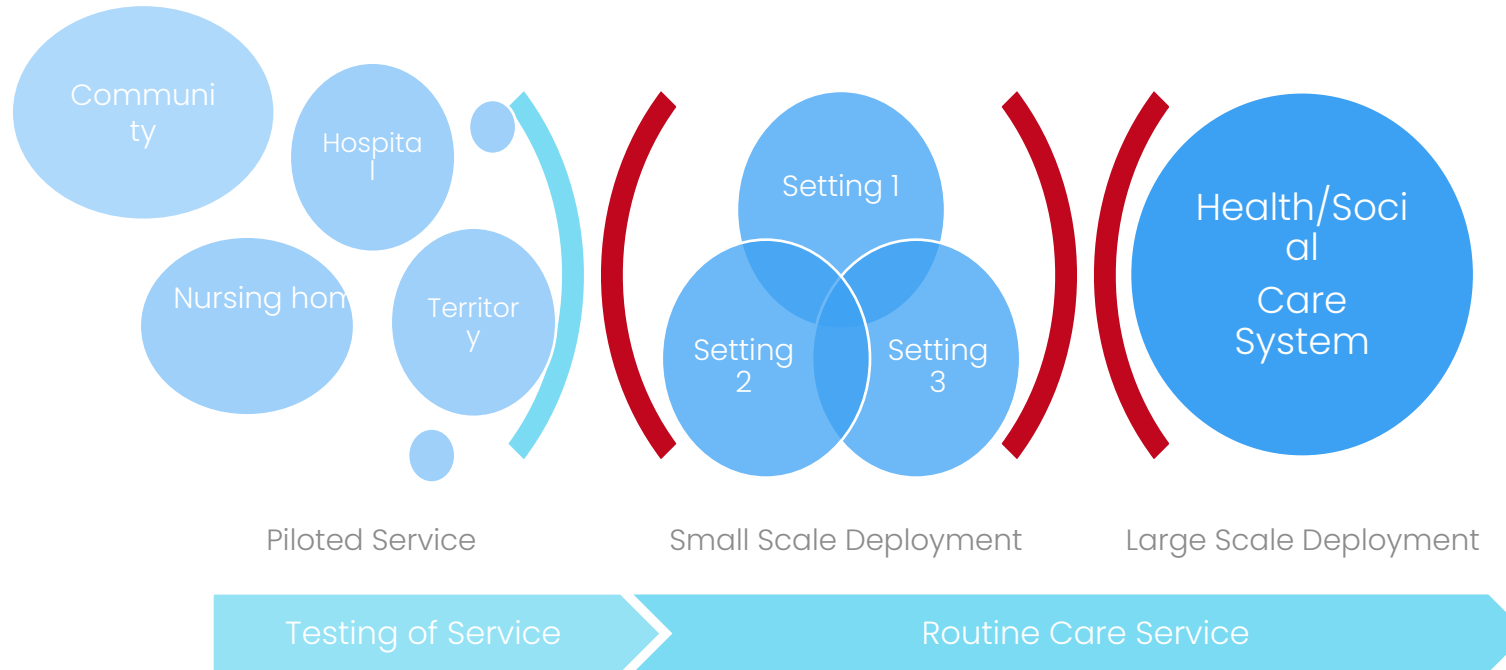 Communi
ty
Hospita
l
Nursing hom
Territor
y
Setting 1
Setting
2
Setting
3
Health/Soci
al
Care
System
Piloted Service
Small Scale Deployment
Large Scale Deployment
Testing of Service
Routine Care Service